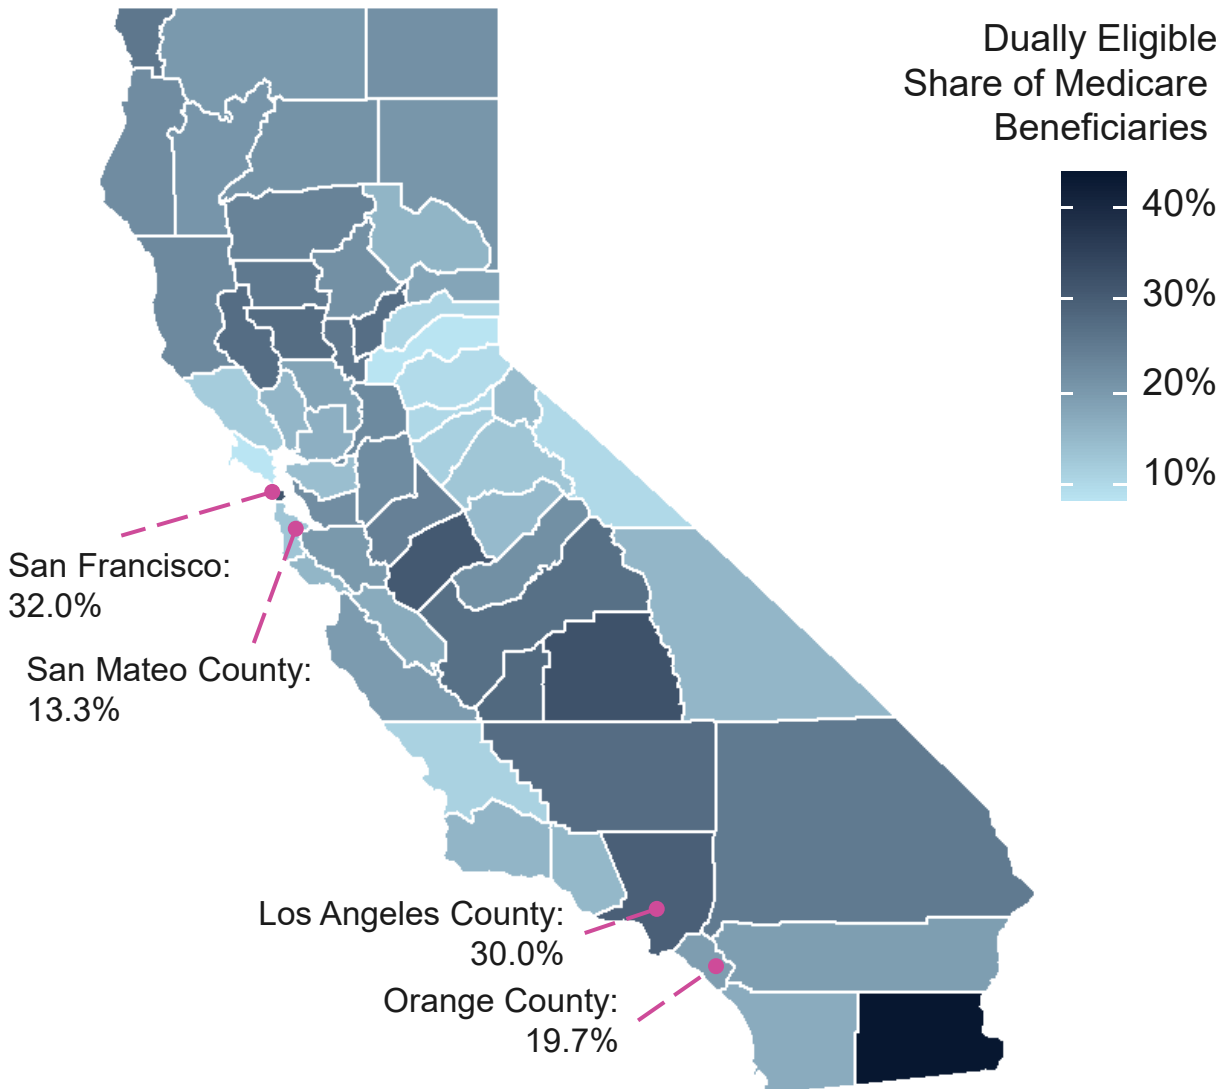 Dually Eligible
Share of Medicare
Beneficiaries
40%
30%
20%
10%
San Francisco:
32.0%
San Mateo County:
13.3%
Los Angeles County:
30.0%
Orange County:
19.7%